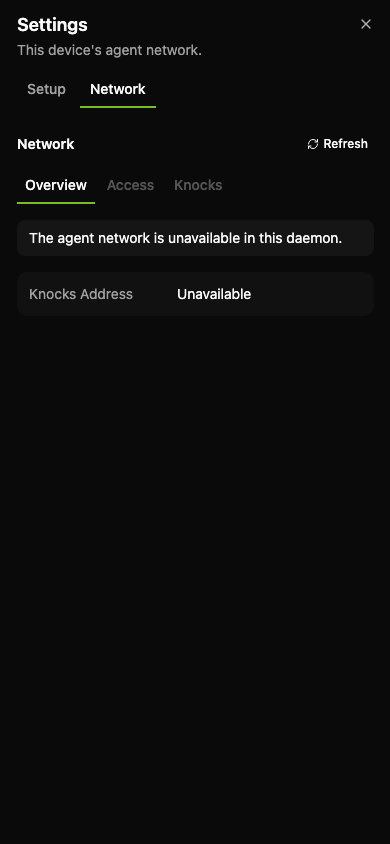 Settings
This device's agent network.
Setup
Network
Network
Refresh
Overview
Access
Knocks
The agent network is unavailable in this daemon.
Knocks Address
Unavailable